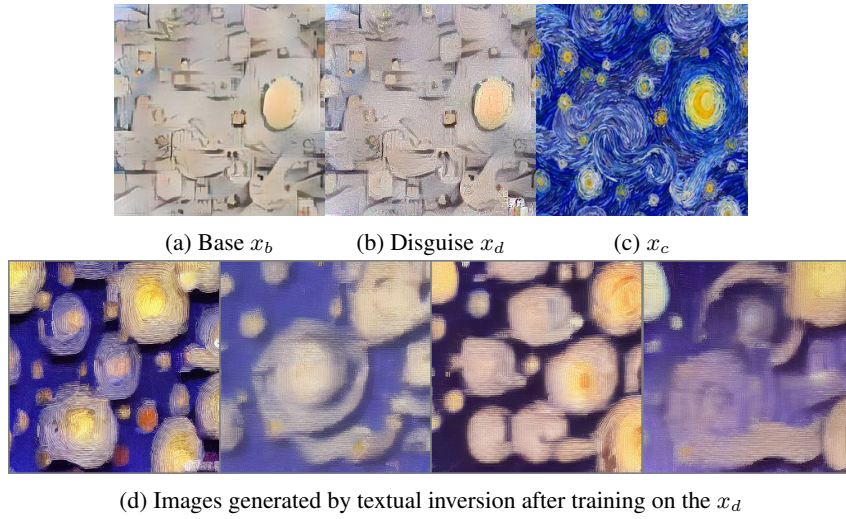 (a) Base x_b
(b) Disguise x_d
(c) x_c
(d) Images generated by textual inversion after training on the x_d